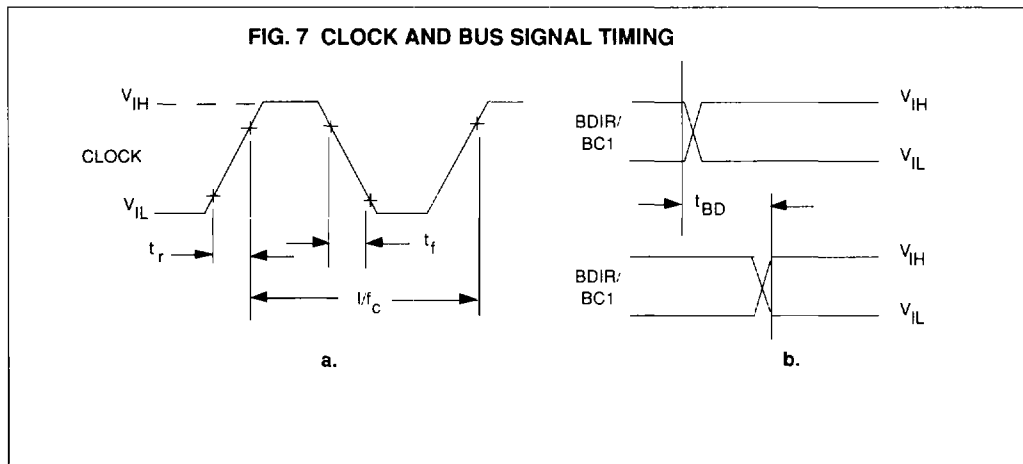 FIG. 7 CLOCK AND BUS SIGNAL TIMING
VIH
CLOCK
VIL
tr
tf
I/fc
a.
BDIR/
BC1
VIH
VIL
tBD
BDIR/
BC1
VIH
VIL
b.